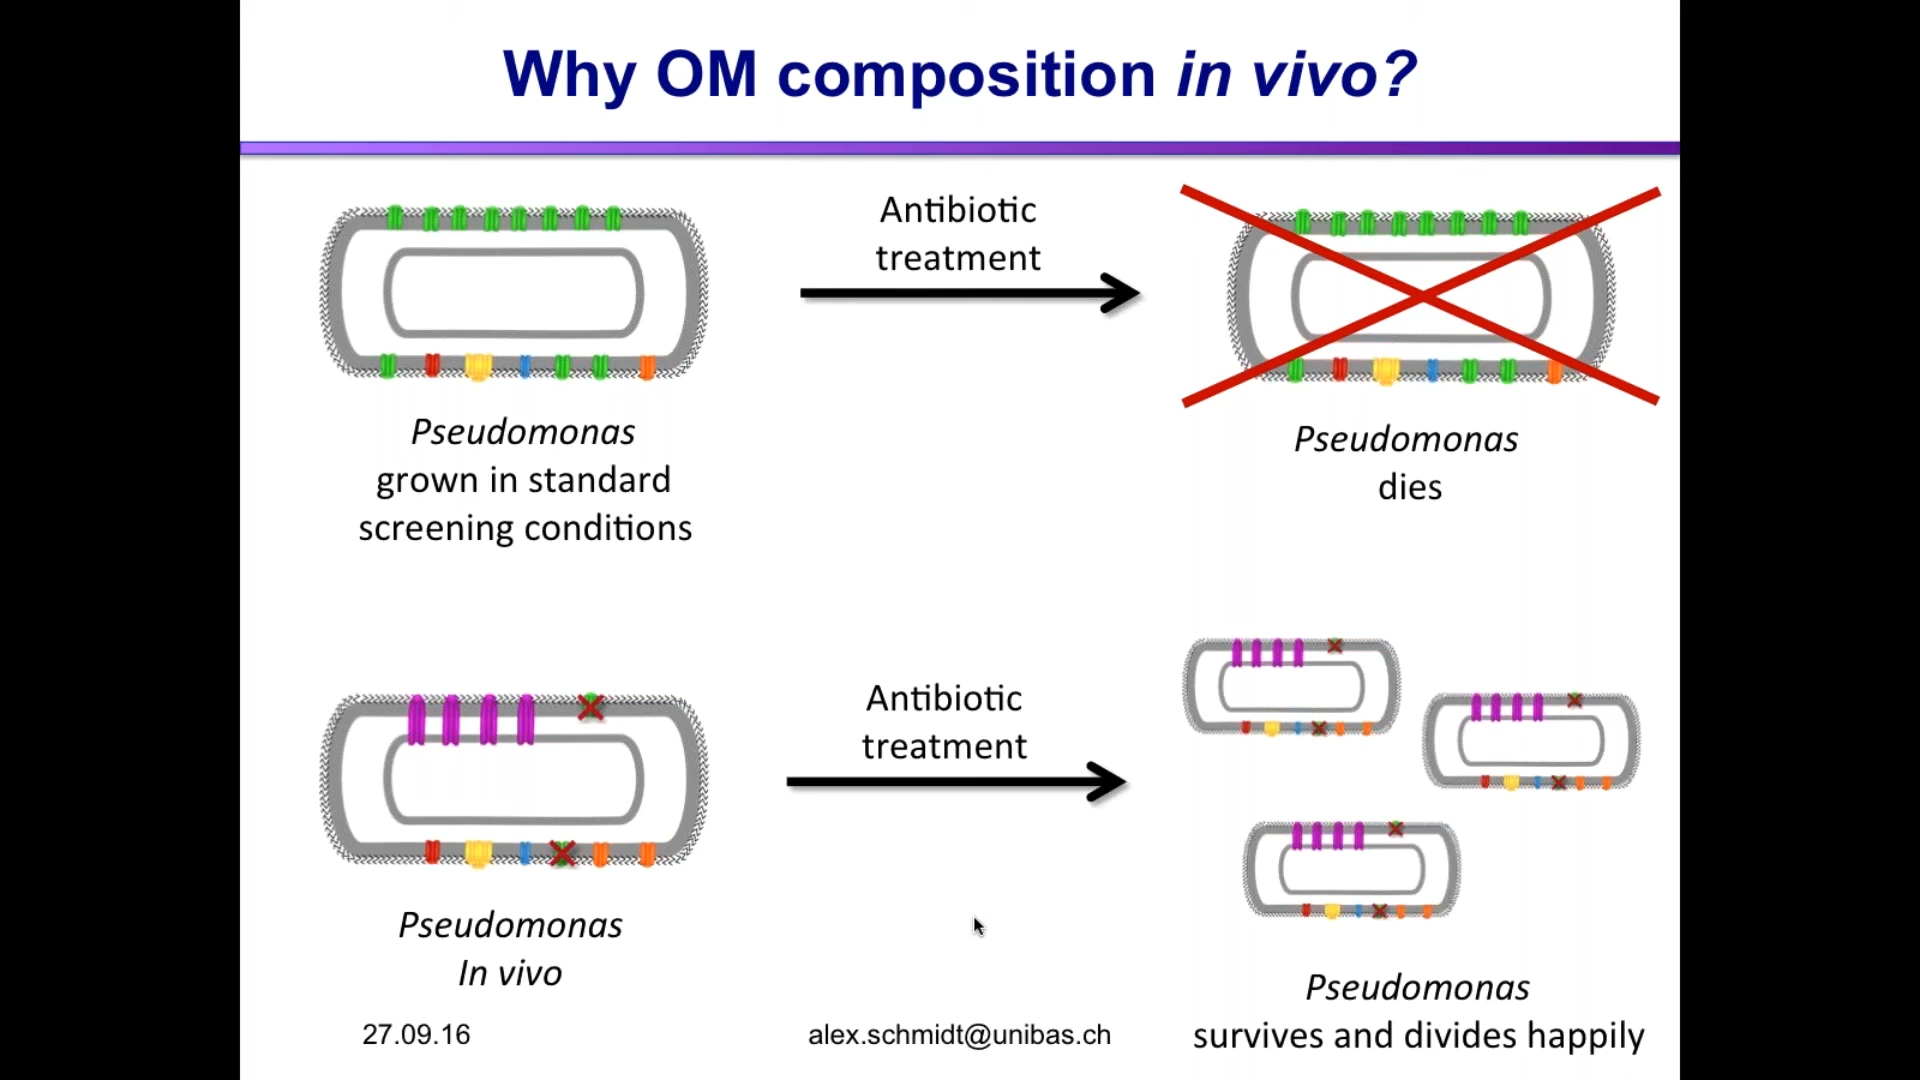 Why OM composition in vivo?
Antibiotic
treatment
Pseudomonas
grown in standard
screening conditions
Pseudomonas
dies
Antibiotic
treatment
Pseudomonas
In vivo
Pseudomonas
survives and divides happily
27.09.16
alex.schmidt@unibas.ch